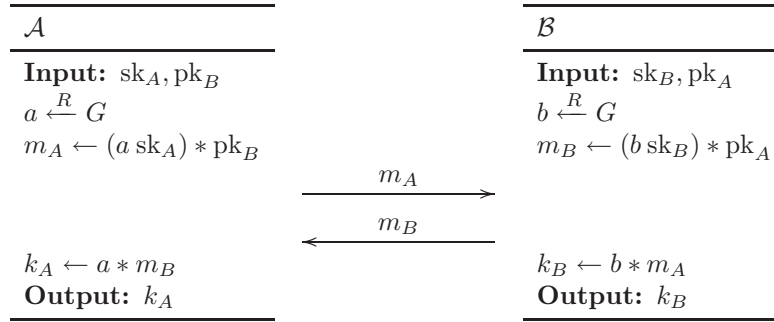 𝒜
Input: sk_A, pk_B
a ←R G
m_A ← (a sk_A) ∗ pk_B
m_A
m_B
k_A ← a ∗ m_B
Output: k_A
ℬ
Input: sk_B, pk_A
b ←R G
m_B ← (b sk_B) ∗ pk_A
k_B ← b ∗ m_A
Output: k_B